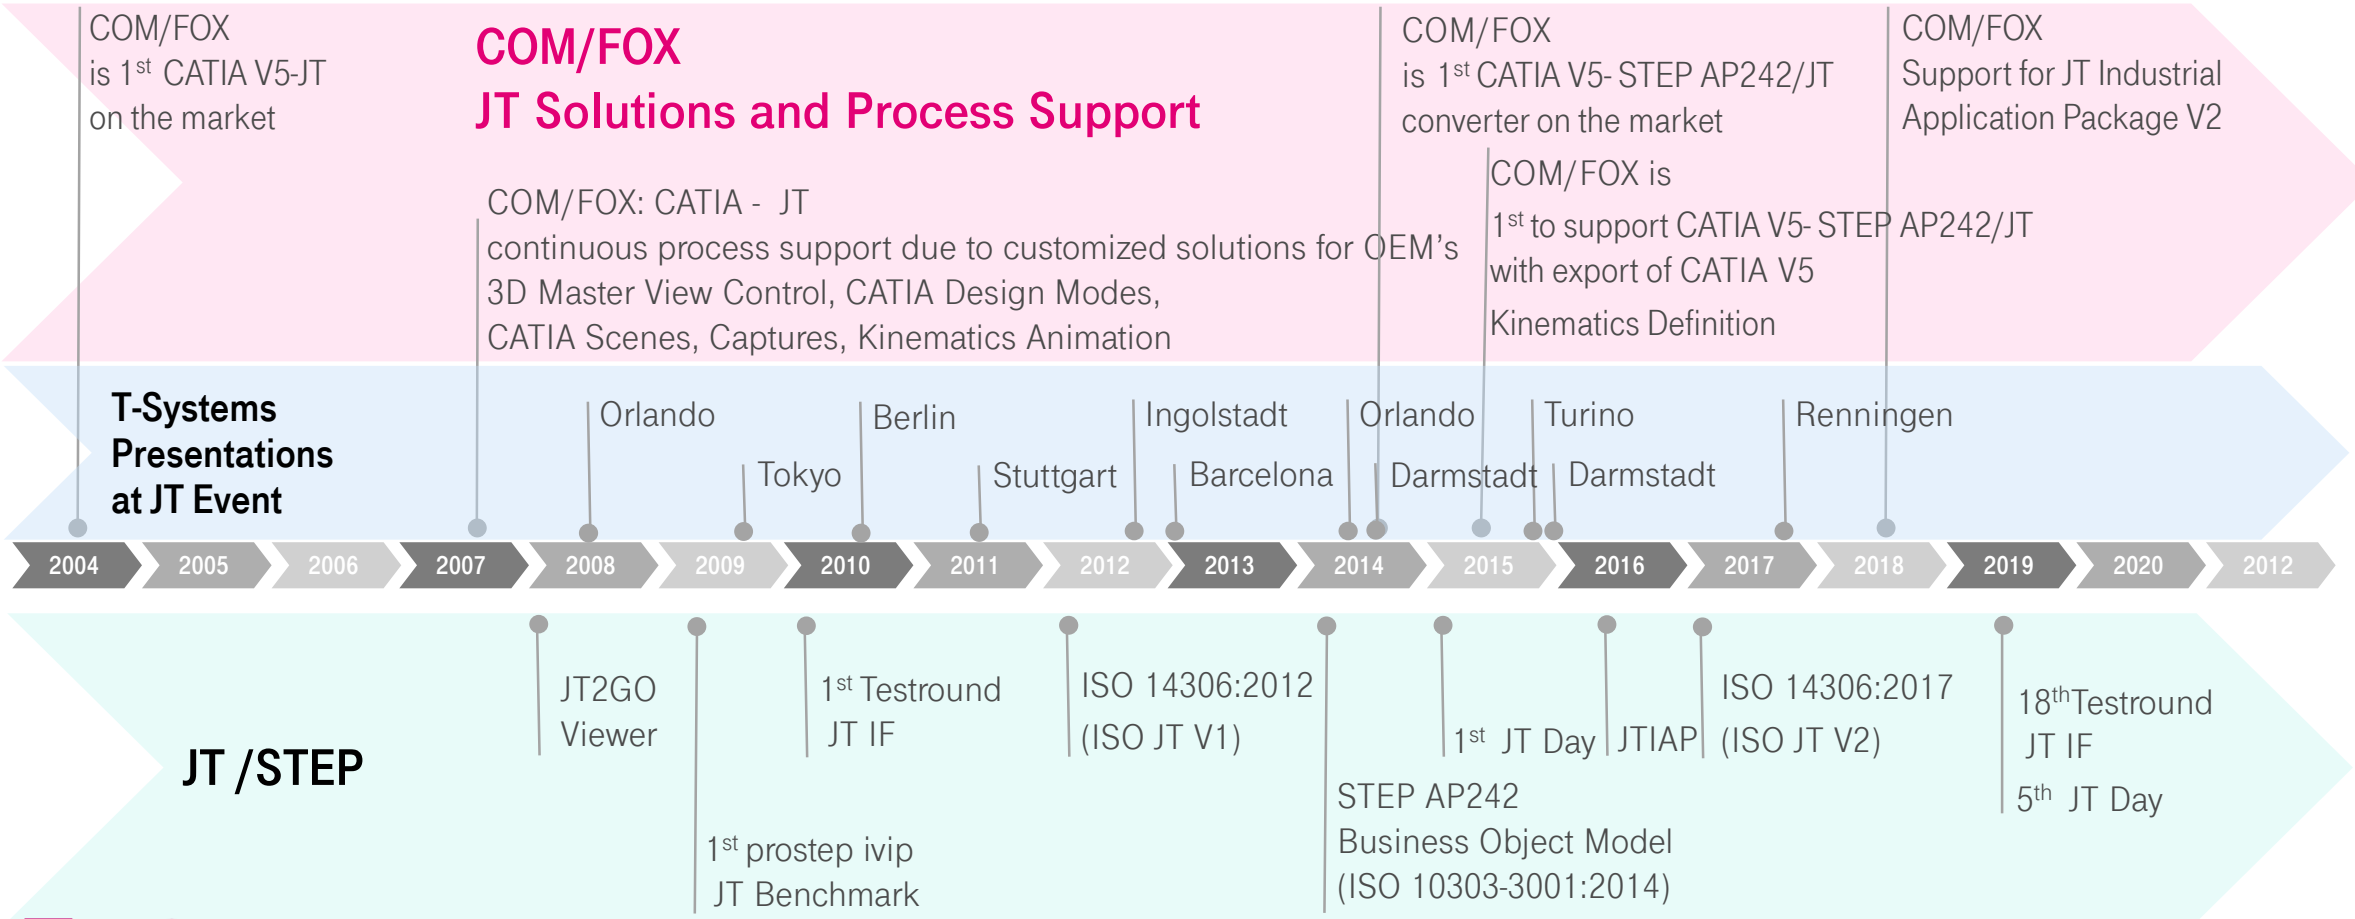 COM/FOX
is 1st CATIA V5-JT
on the market
COM/FOX
JT Solutions and Process Support
COM/FOX
is 1st CATIA V5- STEP AP242/JT
converter on the market
COM/FOX
Support for JT Industrial
Application Package V2
COM/FOX is
1st to support CATIA V5- STEP AP242/JT
with export of CATIA V5
Kinematics Definition
COM/FOX: CATIA - JT
continuous process support due to customized solutions for OEM's
3D Master View Control, CATIA Design Modes,
CATIA Scenes, Captures, Kinematics Animation
T-Systems
Presentations
at JT Event
Orlando
Tokyo
Berlin
Stuttgart
Ingolstadt
Barcelona
Orlando
Darmstadt
Turino
Darmstadt
Renningen
2004 2005 2006 2007 2008 2009 2010 2011 2012 2013 2014 2015 2016 2017 2018 2019 2020 2012
JT /STEP
JT2GO
Viewer
1st prostep ivip
JT Benchmark
1st Testround
JT IF
ISO 14306:2012
(ISO JT V1)
STEP AP242
Business Object Model
(ISO 10303-3001:2014)
1st JT Day
JTIAP
ISO 14306:2017
(ISO JT V2)
18thTestround
JT IF
5th JT Day